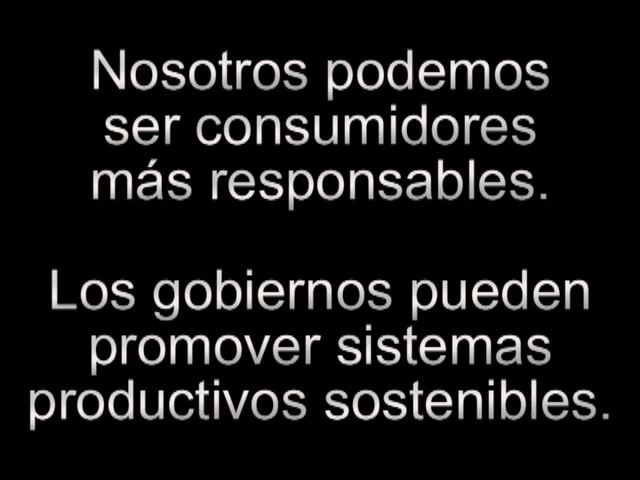 Nosotros podemos
ser consumidores
más responsables.
Los gobiernos pueden
promover sistemas
productivos sostenibles.